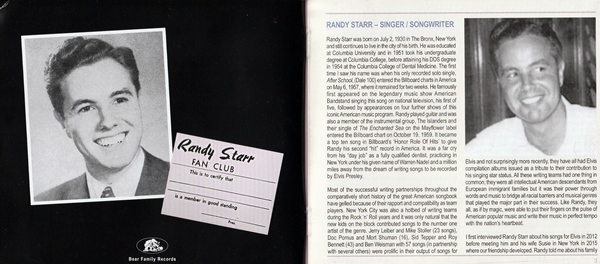 Randy Starr
FAN CLUB
This is to certify that
is a member in good standing
Pres.
Bear Family Records
RANDY STARR – SINGER / SONGWRITER
Randy Starr was born on July 2, 1930 in The Bronx, New York
and still continues to live in the city of his birth. He was educated
at Columbia University and in 1951 took his undergraduate
degree at Columbia College, before attaining his DDS degree
in 1954 at the Columbia College of Dental Medicine. The first
time I saw his name was when his only recorded solo single,
After School, (Dale 100) entered the Billboard charts in America
on May 6, 1957, where it remained for two weeks. He famously
first appeared on the legendary music show American
Bandstand singing this song on national television, his first of
five, followed by appearances on four further shows of this
iconic American music program. Randy played guitar and was
also a member of the instrumental group, The Islanders and
their single of The Enchanted Sea on the Mayflower label
entered the Billboard chart on October 19, 1959. It became
a top ten song in Billboard's 'Honor Role Of Hits' to give
Randy his second "hit" record in America. It was a far cry
from his "day job" as a fully qualified dentist, practicing in
New York under his given name of Warren Nadel and a million
miles away from the dream of writing songs to be recorded
by Elvis Presley.
Most of the successful writing partnerships throughout the
comparatively short history of the great American songbook
have gelled because of their rapport and compatibility as team
players. New York City was also a hotbed of writing teams
during the Rock 'n' Roll years and it was only natural that the
new kids on the block contributed songs to the number one
artist of the genre. Jerry Leiber and Mike Stoller (23 songs),
Doc Pomus and Mort Shuman (16), Sid Tepper and Roy
Bennett (43) and Ben Weisman with 57 songs (in partnership
with several others) were prolific in their output of songs for
Elvis and not surprisingly more recently, they have all had Elvis
compilation albums issued as a tribute to their contribution to
his singing star status. All these writing teams had one thing in
common; they were all intellectual American descendants from
European immigrant families but it was their power through
words and music to bridge all racial barriers and musical genres
that played the major part in their success. Like Randy, they
all, as if by magic, were able to put their fingers on the pulse of
American popular music and write their music in perfect tempo
with the nation's heartbeat.
I first interviewed Randy Starr about his songs for Elvis in 2012
before meeting him and his wife Susie in New York in 2015
where our friendship developed. Randy told me about his family